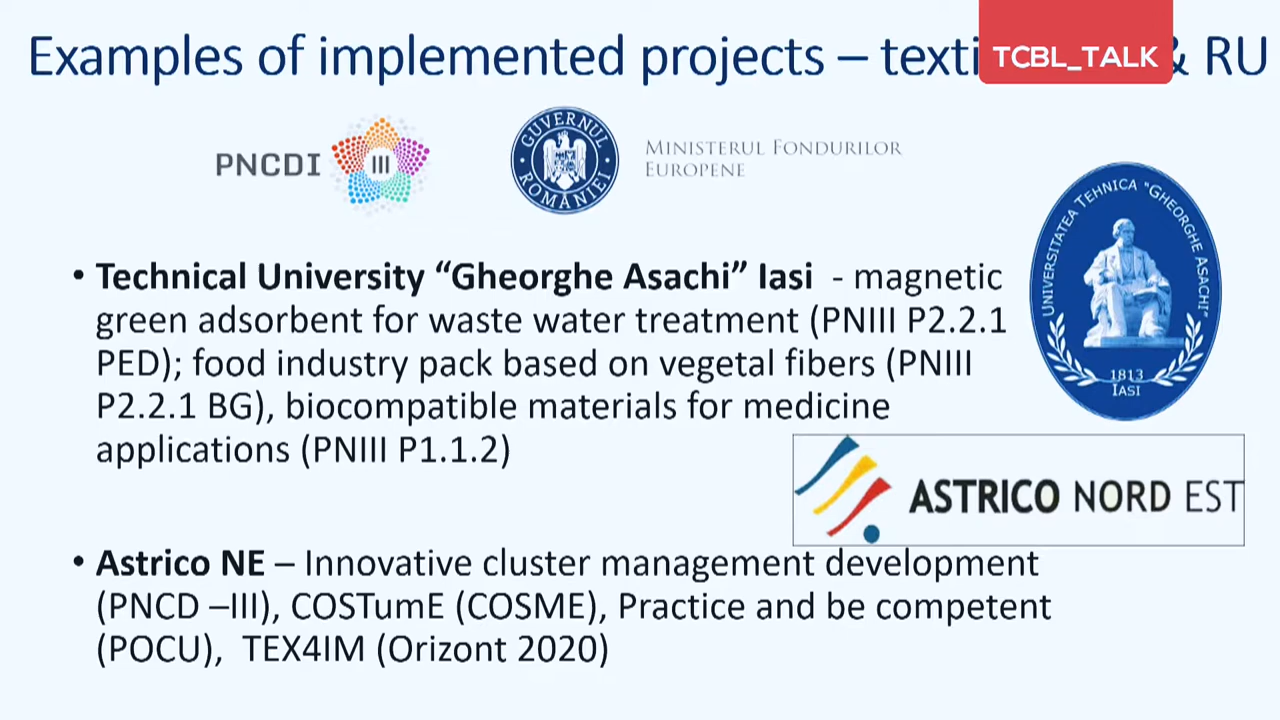 Examples of implemented projects – & RU
TCBL_TALK
PNCDI III
GUVERNUL ROMÂNIEI
MINISTERUL FONDURILOR
EUROPENE
UNIVERSITATEA TEHNICA "GHEORGHE ASACHI"
1813
IASI
• Technical University “Gheorghe Asachi” Iasi - magnetic
green adsorbent for waste water treatment (PNIII P2.2.1
PED); food industry pack based on vegetal fibers (PNIII
P2.2.1 BG), biocompatible materials for medicine
applications (PNIII P1.1.2)
ASTRICO NORD EST
• Astrico NE – Innovative cluster management development
(PNCD –III), COSTumE (COSME), Practice and be competent
(POCU), TEX4IM (Orizont 2020)